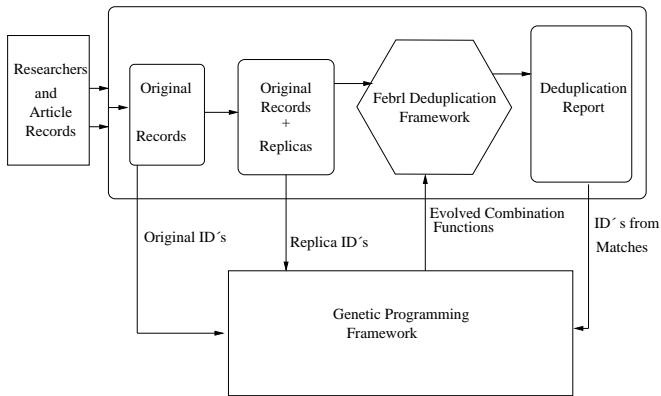 Researchers
and
Article
Records
Original
Records
Original
Records
+
Replicas
Febrl Deduplication
Framework
Deduplication
Report
Original ID´s
Replica ID´s
Evolved Combination
Functions
ID´ s from
Matches
Genetic Programming
Framework